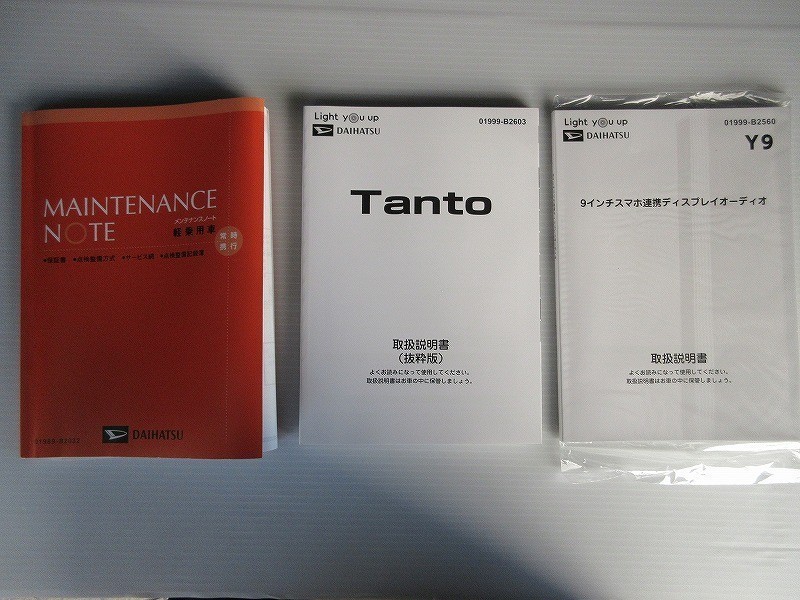 MAINTENANCE
NOTE
メンテナンスノート
軽乗用車
常時
携行
●保証書 ●点検整備方式 ●サービス網 ●点検整備記録簿
DAIHATSU
Light you up
DAIHATSU
01999-B2603
Tanto
取扱説明書
(抜粋版)
よくお読みになって使用してください。
取扱説明書はお車の中に保管しましょう。
Light you up
DAIHATSU
01999-B2560
Y9
9インチスマホ連携ディスプレイオーディオ
取扱説明書
よくお読みになって使用してください。
取扱説明書はお車の中に保管しましょう。